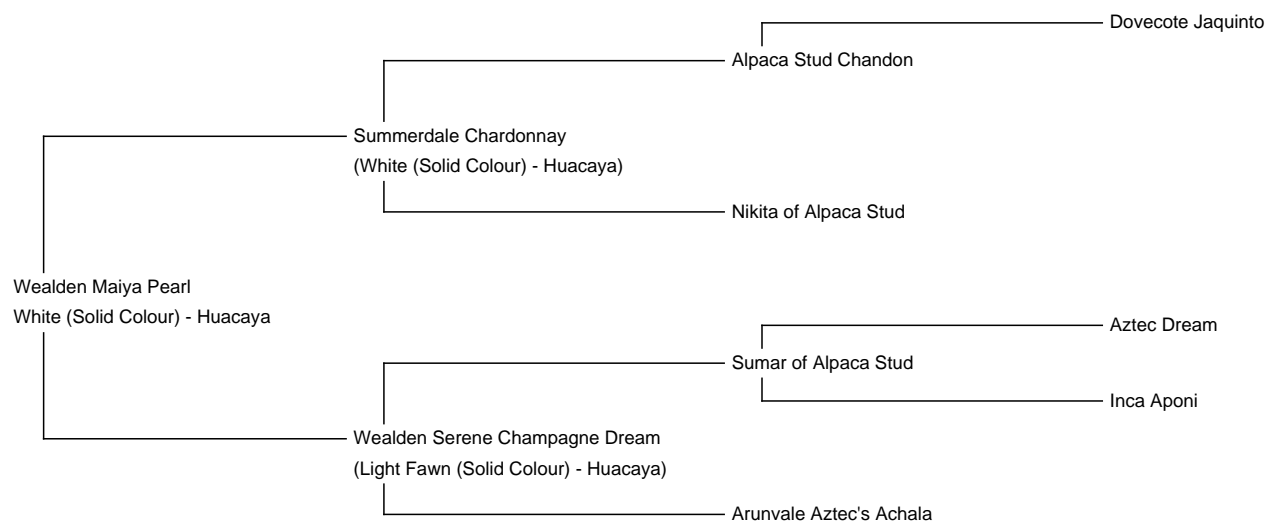 Dovecote Jaquinto
Alpaca Stud Chandon
Summerdale Chardonnay
(White (Solid Colour) - Huacaya)
Nikita of Alpaca Stud
Wealden Maiya Pearl
White (Solid Colour) - Huacaya
Aztec Dream
Sumar of Alpaca Stud
Inca Aponi
Wealden Serene Champagne Dream
(Light Fawn (Solid Colour) - Huacaya)
Arunvale Aztec's Achala